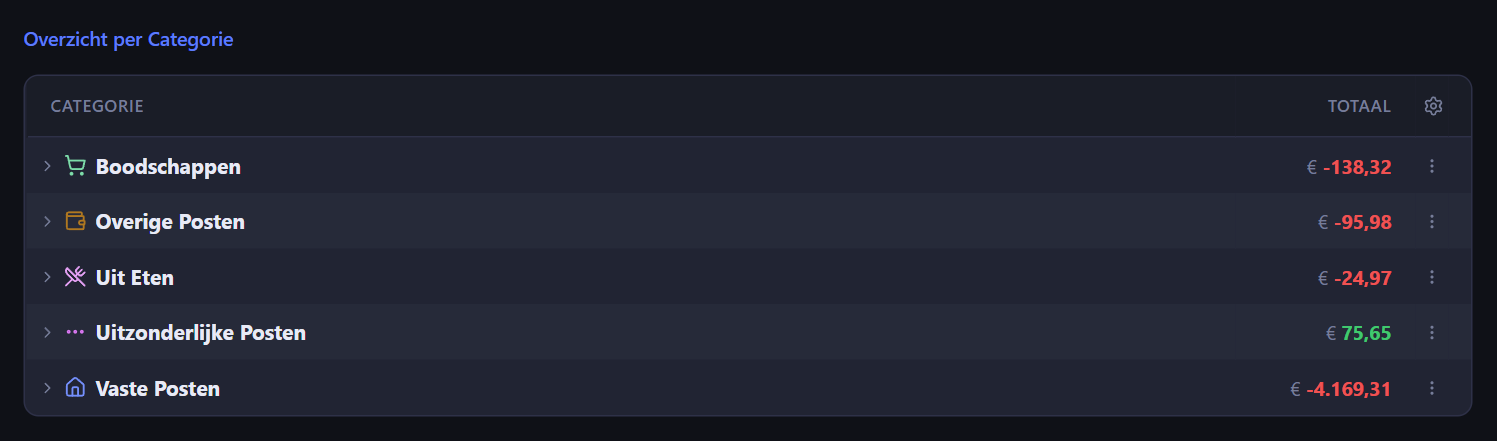 Overzicht per Categorie
CATEGORIE TOTAAL
Boodschappen € -138,32
Overige Posten € -95,98
Uit Eten € -24,97
Uitzonderlijke Posten € 75,65
Vaste Posten € -4.169,31